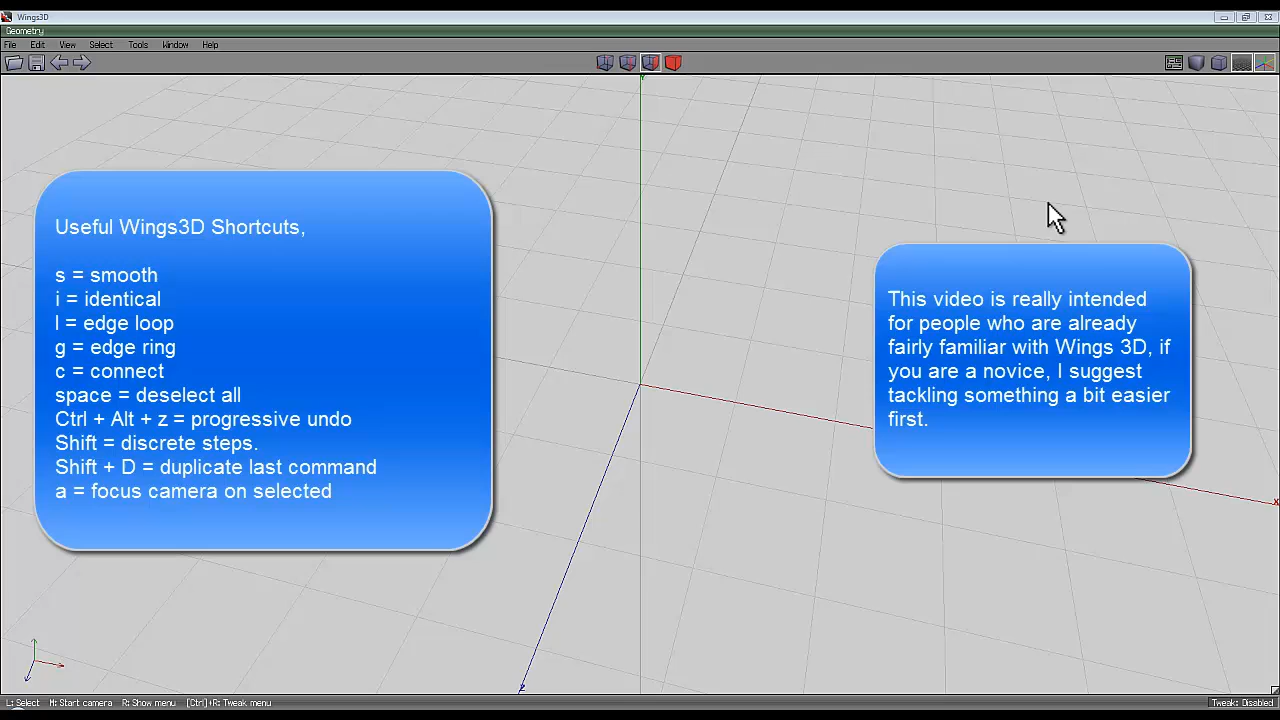 Wings3D
Geometry
File Edit View Select Tools Window Help
Y
Useful Wings3D Shortcuts,
s = smooth
i = identical
l = edge loop
g = edge ring
c = connect
space = deselect all
Ctrl + Alt + z = progressive undo
Shift = discrete steps.
Shift + D = duplicate last command
a = focus camera on selected
This video is really intended
for people who are already
fairly familiar with Wings 3D, if
you are a novice, I suggest
tackling something a bit easier
first.
X
Z
L: Select M: Start camera R: Show menu [Ctrl]+R: Tweak menu
Tweak: Disabled